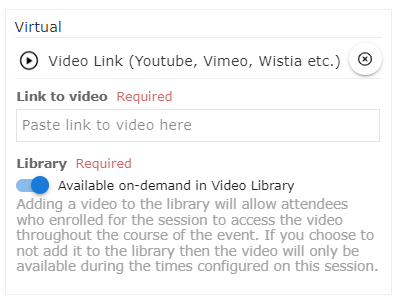 Virtual
Video Link (Youtube, Vimeo, Wistia etc.)
Link to video Required
Paste link to video here
Library Required
Available on-demand in Video Library
Adding a video to the library will allow attendees
who enrolled for the session to access the video
throughout the course of the event. If you choose to
not add it to the library then the video will only be
available during the times configured on this session.